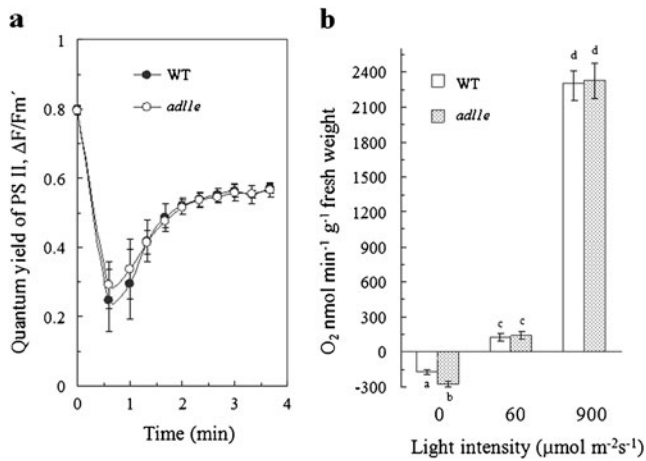 a
Quantum yield of PS II, ΔF/Fm´
1
0.8
0.6
0.4
0.2
0
WT
adlle
0 1 2 3 4
Time (min)
b
O₂ nmol min⁻¹ g⁻¹ fresh weight
2400
2100
1800
1500
1200
900
600
300
0
-300
WT
adlle
d d
c c
a
b
0 60 900
Light intensity (μmol m⁻²s⁻¹)